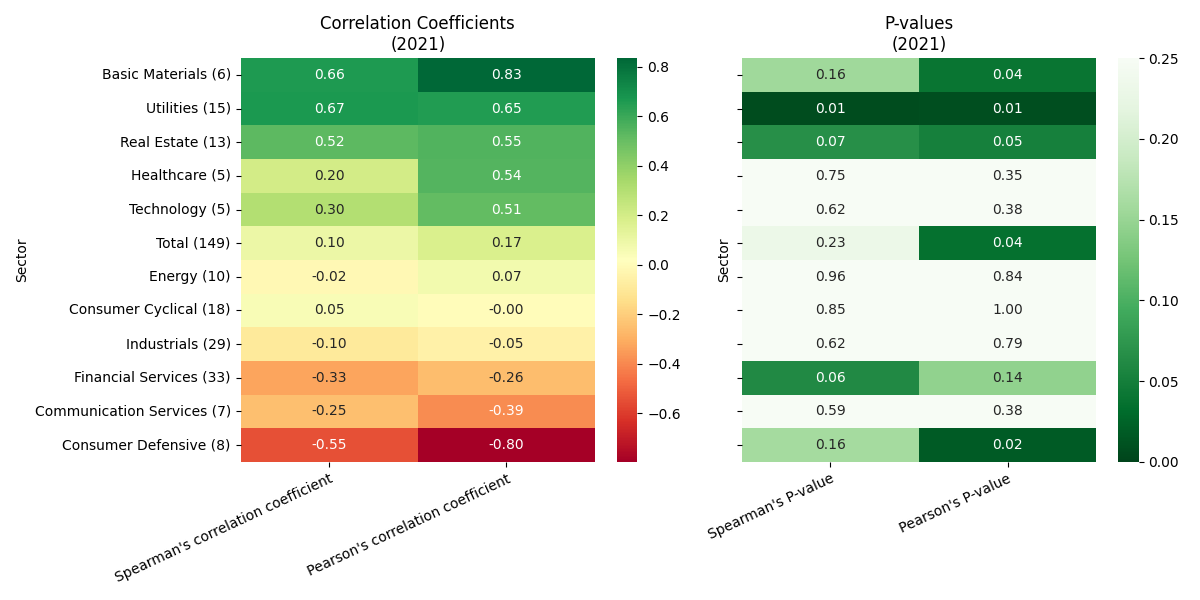 Correlation Coefficients
(2021)
P-values
(2021)
Sector
Basic Materials (6) 0.66 0.83
Utilities (15) 0.67 0.65
Real Estate (13) 0.52 0.55
Healthcare (5) 0.20 0.54
Technology (5) 0.30 0.51
Total (149) 0.10 0.17
Energy (10) -0.02 0.07
Consumer Cyclical (18) 0.05 -0.00
Industrials (29) -0.10 -0.05
Financial Services (33) -0.33 -0.26
Communication Services (7) -0.25 -0.39
Consumer Defensive (8) -0.55 -0.80
Spearman's correlation coefficient
Pearson's correlation coefficient
0.8
0.6
0.4
0.2
0.0
−0.2
−0.4
−0.6
Sector
0.16 0.04
0.01 0.01
0.07 0.05
0.75 0.35
0.62 0.38
0.23 0.04
0.96 0.84
0.85 1.00
0.62 0.79
0.06 0.14
0.59 0.38
0.16 0.02
Spearman's P-value
Pearson's P-value
0.25
0.20
0.15
0.10
0.05
0.00